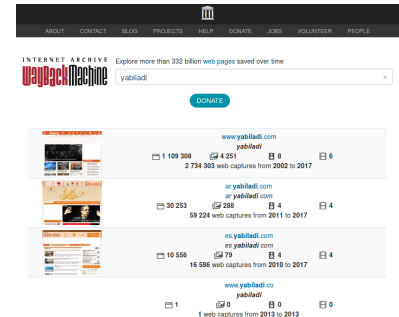 ABOUT CONTACT BLOG PROJECTS HELP DONATE JOBS VOLUNTEER PEOPLE
INTERNET ARCHIVE
WayBackMachine
Explore more than 332 billion web pages saved over time
yabiladi ×
DONATE
www.yabiladi.com
yabiladi
1 109 308 4 251 8 6
2 734 303 web captures from 2002 to 2017
ar.yabiladi.com
ar yabiladi com
30 253 288 4 4
59 224 web captures from 2011 to 2017
es.yabiladi.com
es yabiladi com
10 556 79 4 4
16 586 web captures from 2010 to 2017
www.yabiladi.co
yabiladi
1 0 0 0
1 web captures from 2013 to 2013